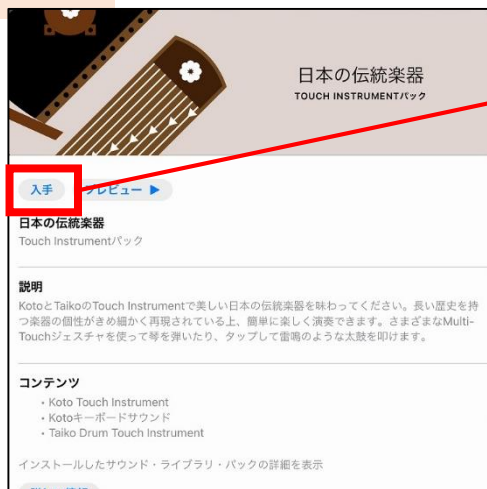 日本の伝統楽器
TOUCH INSTRUMENTパック
入手
プレビュー ▶
日本の伝統楽器
Touch Instrumentパック
説明
KotoとTaikoのTouch Instrumentで美しい日本の伝統楽器を味わってください。長い歴史を持
つ楽器の個性がきめ細かく再現されている上、簡単に楽しく演奏できます。さまざまなMulti-
Touchジェスチャを使って琴を弾いたり、タップして雷鳴のような太鼓を叩けます。
コンテンツ
• Koto Touch Instrument
• Kotoキーボードサウンド
• Taiko Drum Touch Instrument
インストールしたサウンド・ライブラリ・パックの詳細を表示